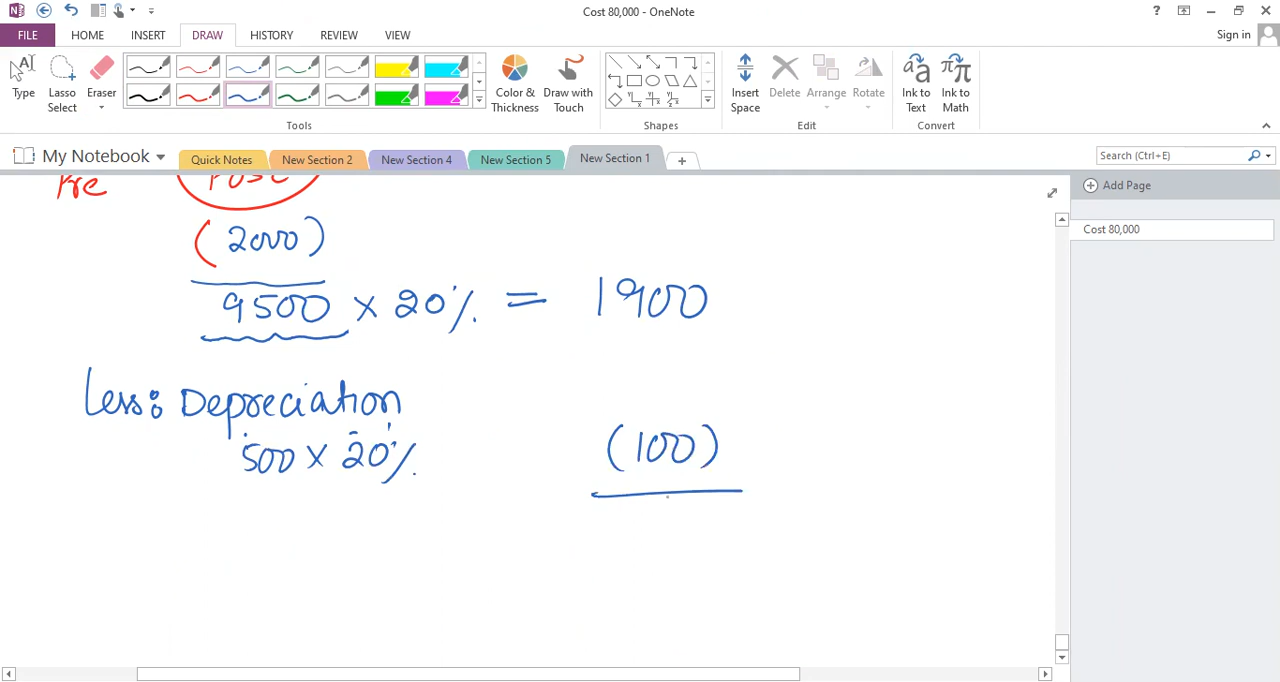 Cost 80,000 - OneNote
?
FILE HOME INSERT DRAW HISTORY REVIEW VIEW
Sign in
Type
Lasso Select
Eraser
Color & Thickness
Draw with Touch
Insert Space
Delete
Arrange
Rotate
Ink to Text
Ink to Math
Tools
Shapes
Edit
Convert
My Notebook
Quick Notes
New Section 2
New Section 4
New Section 5
New Section 1
Search (Ctrl+E)
Add Page
Cost 80,000
Pre Post
(2000)
9500 × 20% = 1900
Less: Depreciation
500 × 20% (100)